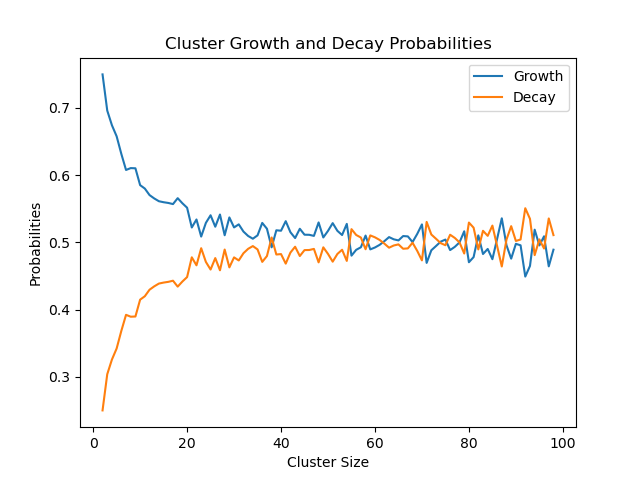 Cluster Growth and Decay Probabilities
Growth
Decay
0.7
0.6
0.5
0.4
0.3
Probabilities
0
20
40
60
80
100
Cluster Size